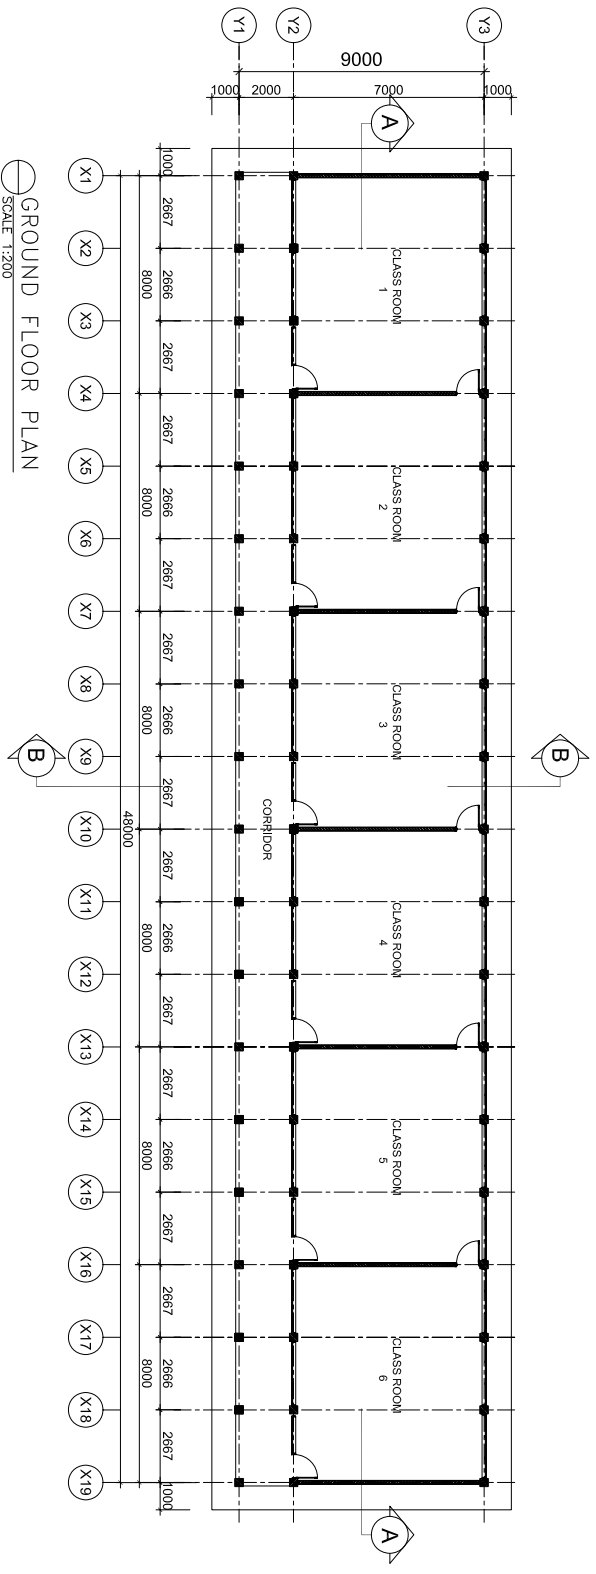 GROUND FLOOR PLAN
SCALE 1:200
Y3
Y2
Y1
9000
1000
7000
2000
1000
A
A
B
B
CLASS ROOM
1
CLASS ROOM
2
CLASS ROOM
3
CLASS ROOM
4
CLASS ROOM
5
CLASS ROOM
6
CORRIDOR
1000 2667 2666 2667 2667 2666 2667 2667 2666 2667 2667 2666 2667 2667 2666 2667 2667 2666 2667 1000
8000 8000 8000 8000 8000 8000
48000
X1 X2 X3 X4 X5 X6 X7 X8 X9 X10 X11 X12 X13 X14 X15 X16 X17 X18 X19